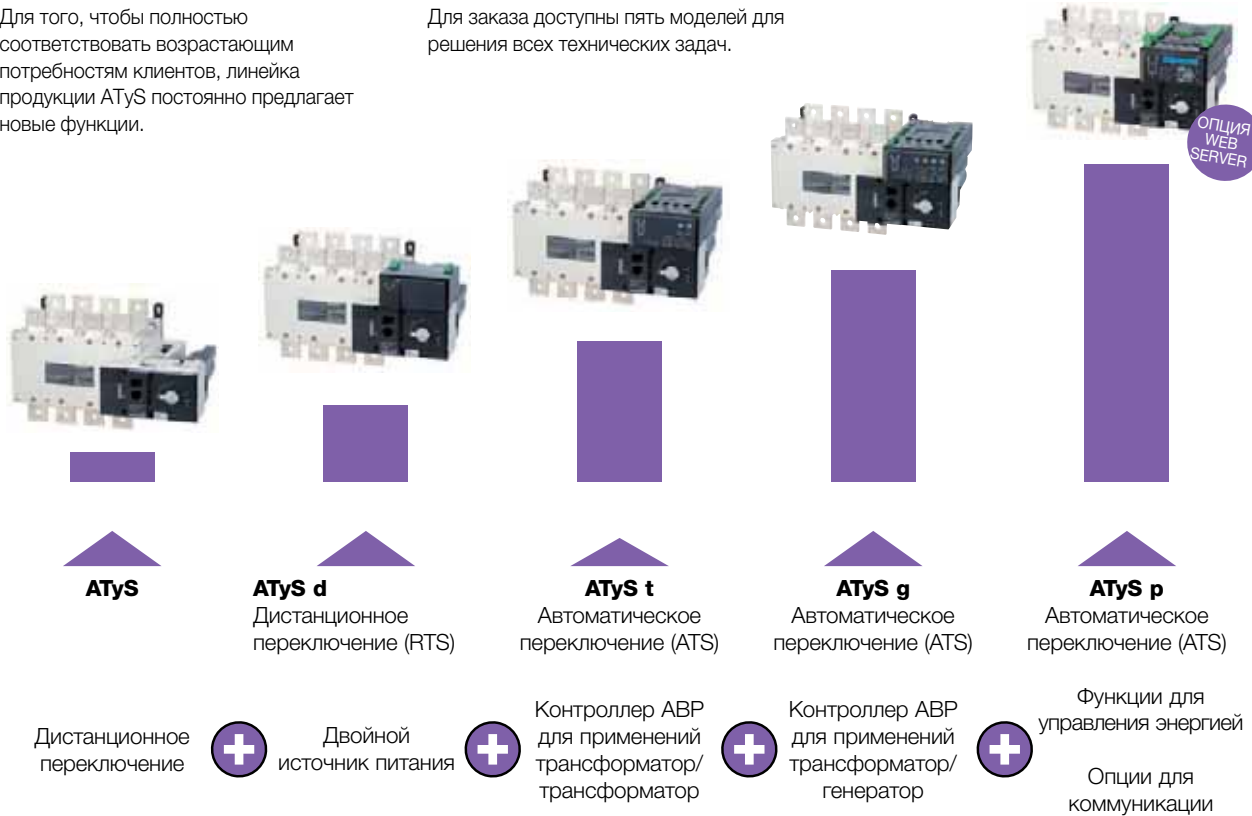 Для того, чтобы полностью
соответствовать возрастающим
потребностям клиентов, линейка
продукции ATyS постоянно предлагает
новые функции.
Для заказа доступны пять моделей для
решения всех технических задач.
ОПЦИЯ
WEB
SERVER
ATyS
ATyS d
Дистанционное
переключение (RTS)
ATyS t
Автоматическое
переключение (ATS)
ATyS g
Автоматическое
переключение (ATS)
ATyS p
Автоматическое
переключение (ATS)
Дистанционное
переключение
Двойной
источник питания
Контроллер АВР
для применений
трансформатор/
трансформатор
Контроллер АВР
для применений
трансформатор/
генератор
Функции для
управления энергией
Опции для
коммуникации